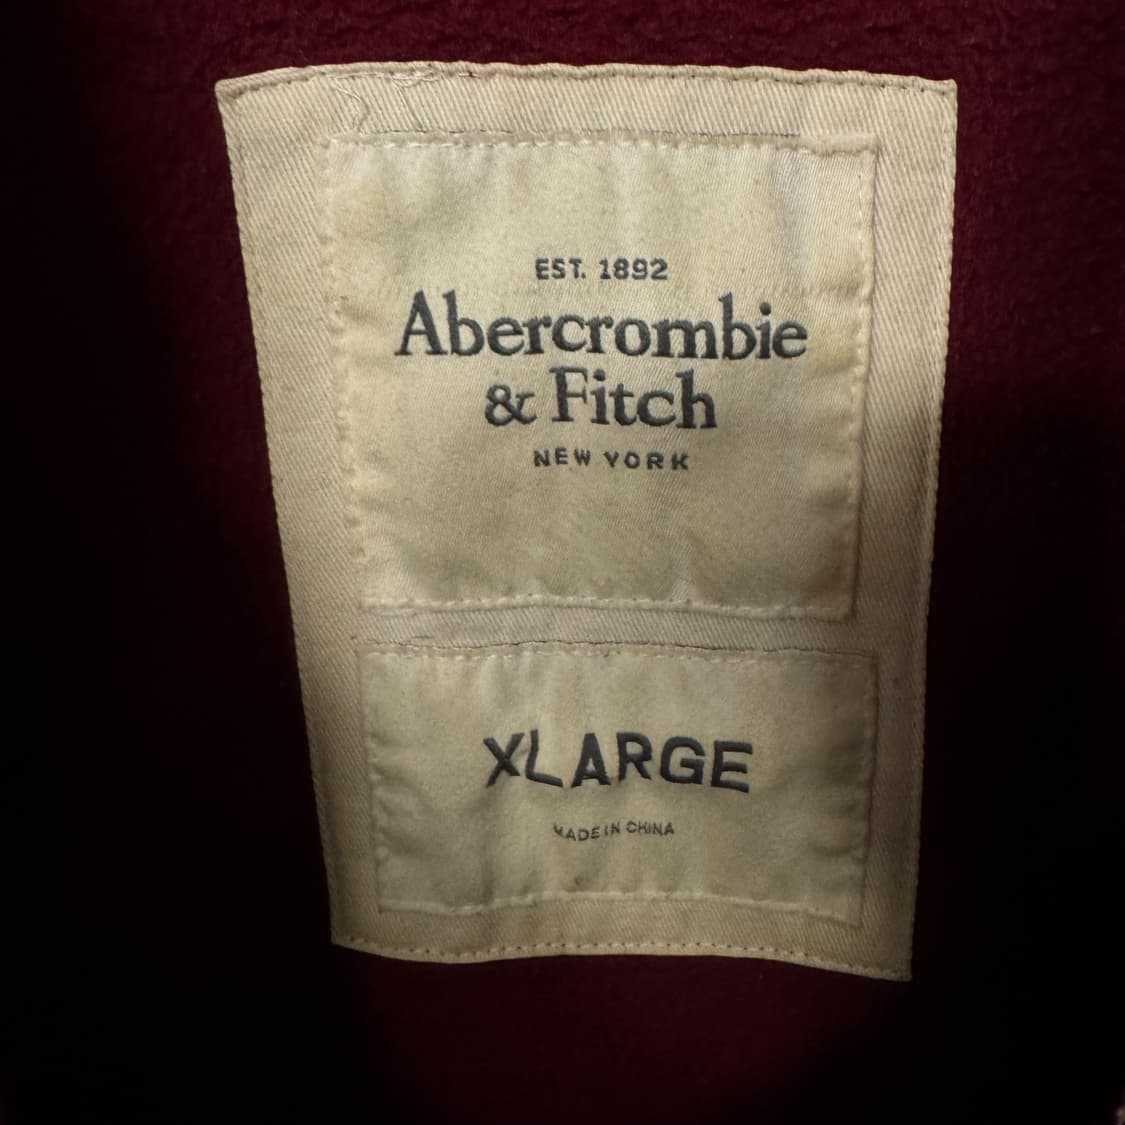 EST. 1892
Abercrombie
& Fitch
NEW YORK
XLARGE
MADE IN CHINA